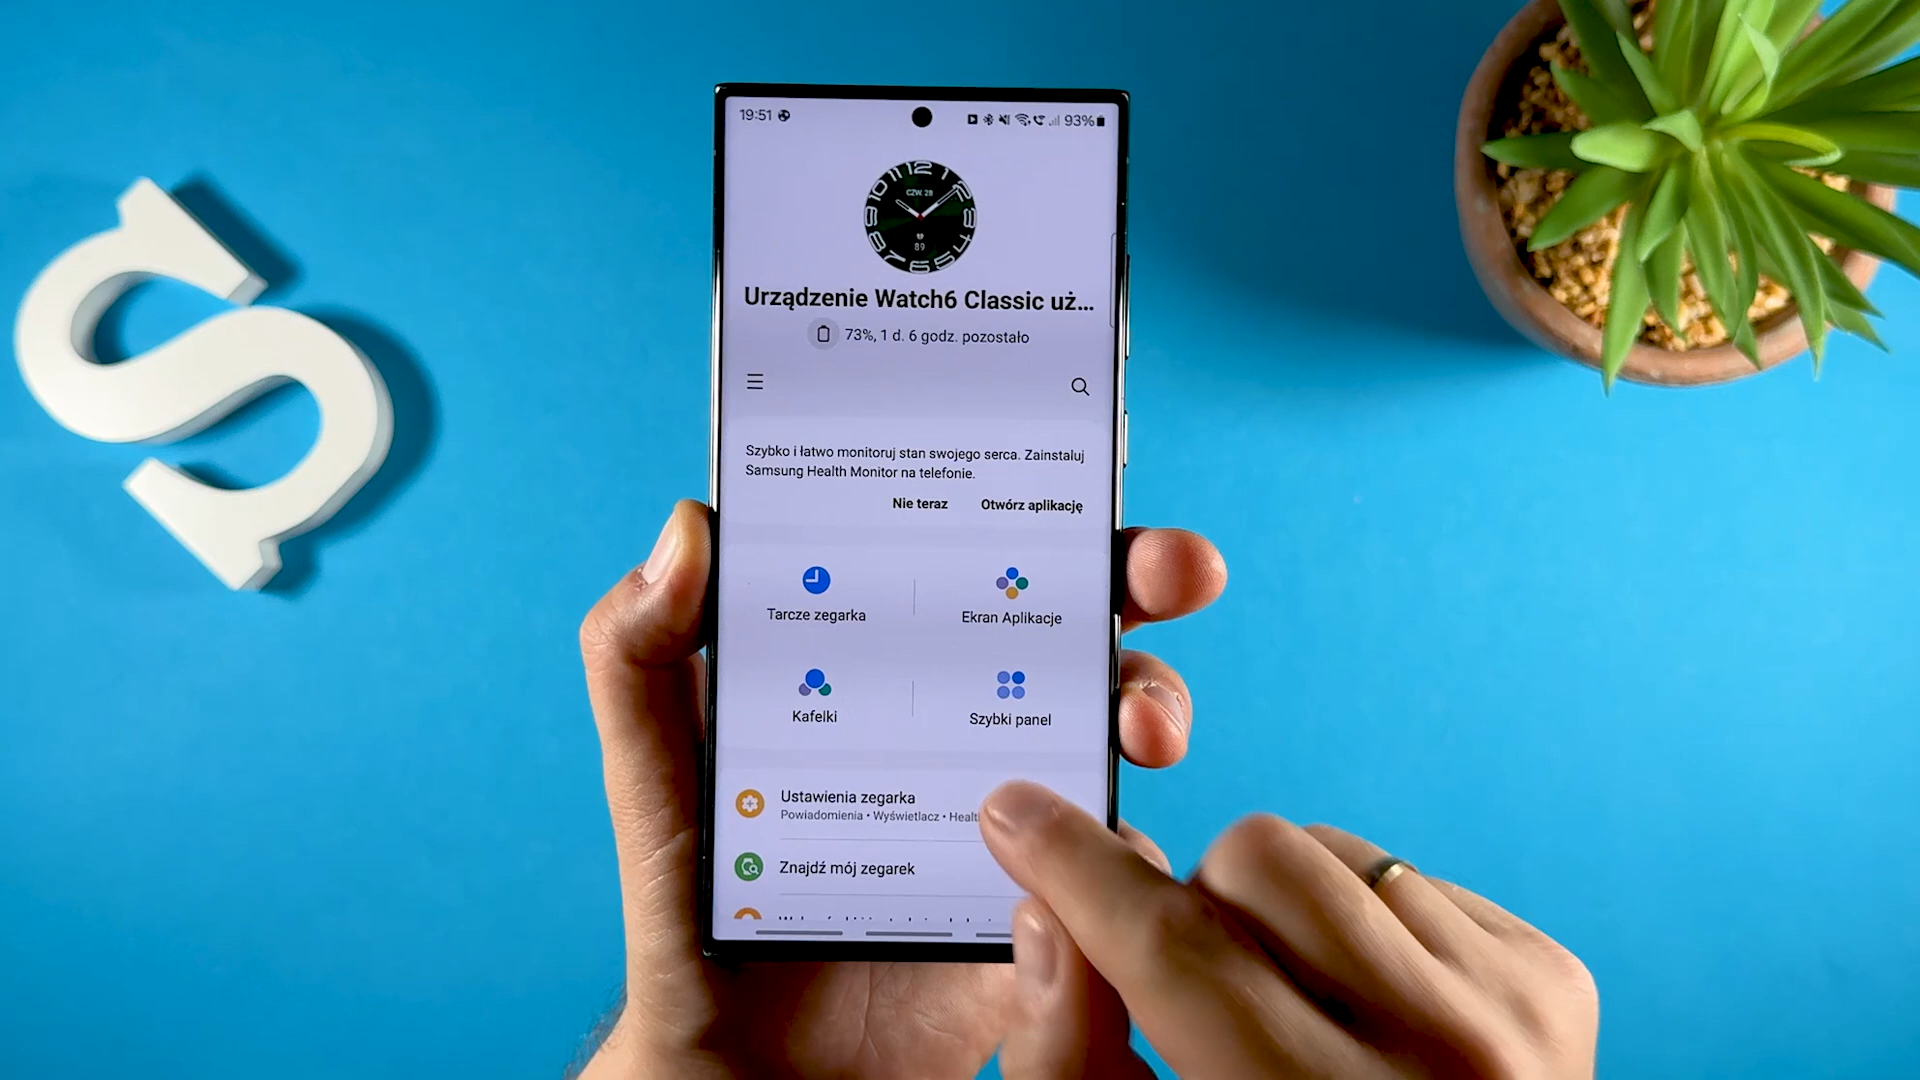 S
19:51
93%
CZW. 28
89
Urządzenie Watch6 Classic uż...
73%, 1 d. 6 godz. pozostało
Szybko i łatwo monitoruj stan swojego serca. Zainstaluj
Samsung Health Monitor na telefonie.
Nie teraz
Otwórz aplikację
Tarcze zegarka
Ekran Aplikacje
Kafelki
Szybki panel
Ustawienia zegarka
Powiadomienia • Wyświetlacz • Health
Znajdź mój zegarek